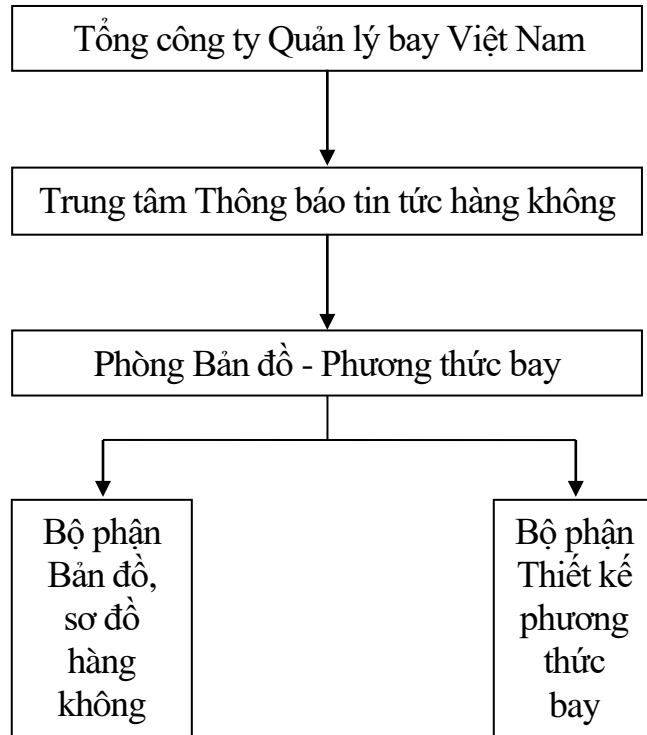 Tổng công ty Quản lý bay Việt Nam
Trung tâm Thông báo tin tức hàng không
Phòng Bản đồ - Phương thức bay
Bộ phận
Bản đồ,
sơ đồ
hàng
không
Bộ phận
Thiết kế
phương
thức
bay